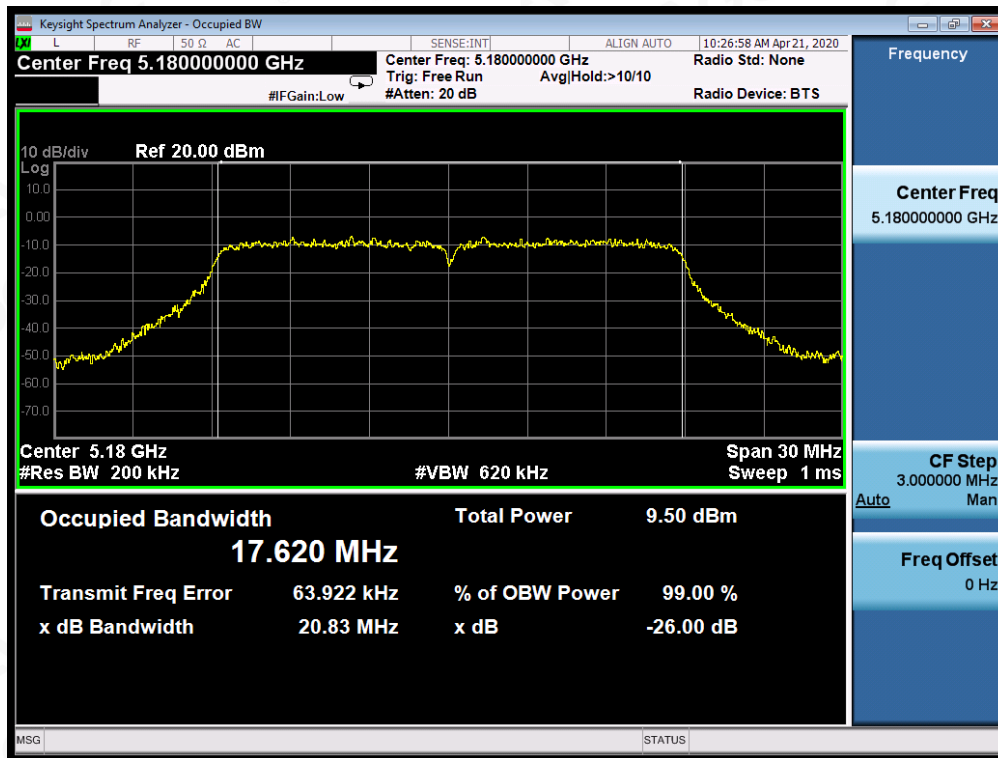 Keysight Spectrum Analyzer - Occupied BW
LXI L RF 50 Ω AC SENSE:INT ALIGN AUTO 10:26:58 AM Apr 21, 2020
Center Freq 5.180000000 GHz Center Freq: 5.180000000 GHz Radio Std: None
Trig: Free Run Avg|Hold:>10/10
#IFGain:Low #Atten: 20 dB Radio Device: BTS
10 dB/div Ref 20.00 dBm
Log
10.0
0.00
-10.0
-20.0
-30.0
-40.0
-50.0
-60.0
-70.0
Center 5.18 GHz Span 30 MHz
#Res BW 200 kHz #VBW 620 kHz Sweep 1 ms
Occupied Bandwidth Total Power 9.50 dBm
17.620 MHz
Transmit Freq Error 63.922 kHz % of OBW Power 99.00 %
x dB Bandwidth 20.83 MHz x dB -26.00 dB
MSG STATUS
Frequency
Center Freq
5.180000000 GHz
CF Step
3.000000 MHz
Auto Man
Freq Offset
0 Hz